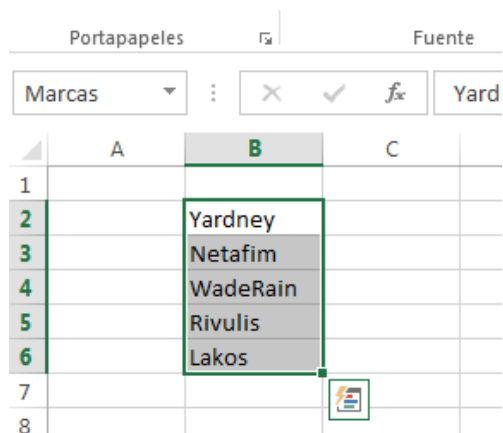 Portapapeles Fuente
Marcas fx Yard
A B C
1
2 Yardney
3 Netafim
4 WadeRain
5 Rivulis
6 Lakos
7
8